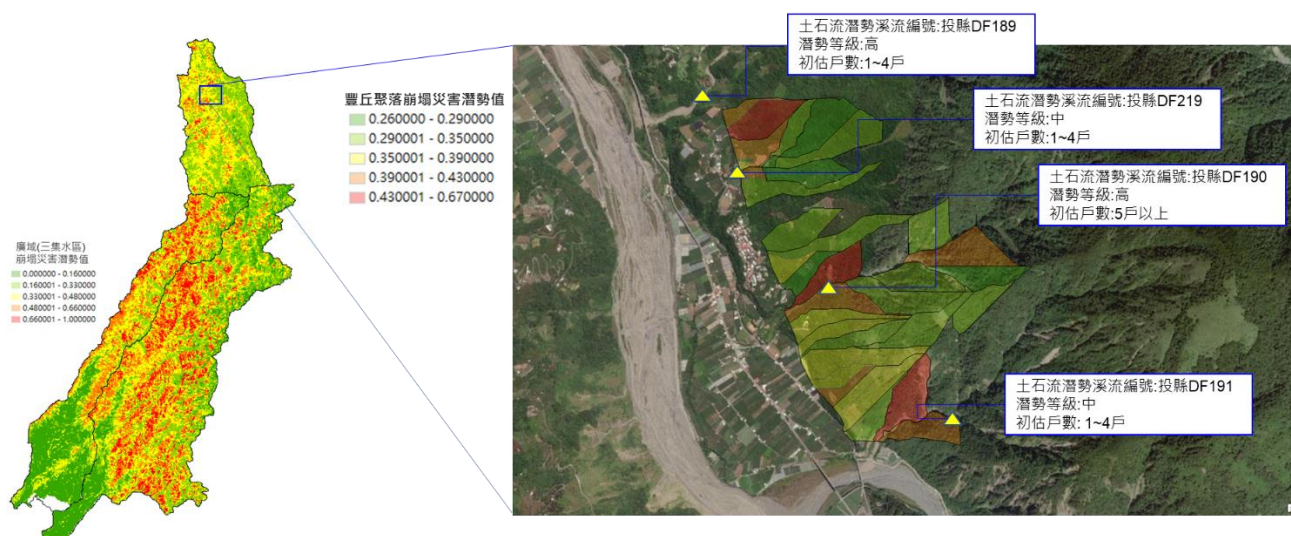 土石流潛勢溪流編號:投縣DF189
潛勢等級:高
初估戶數:1~4戶
豐丘聚落崩塌災害潛勢值
0.260000 - 0.290000
0.290001 - 0.350000
0.350001 - 0.390000
0.390001 - 0.430000
0.430001 - 0.670000
土石流潛勢溪流編號:投縣DF219
潛勢等級:中
初估戶數:1~4戶
土石流潛勢溪流編號:投縣DF190
潛勢等級:高
初估戶數:5戶以上
廣域(三集水區)
崩塌災害潛勢值
0.000000 - 0.160000
0.160001 - 0.330000
0.330001 - 0.480000
0.480001 - 0.660000
0.660001 - 1.000000
土石流潛勢溪流編號:投縣DF191
潛勢等級:中
初估戶數: 1~4戶